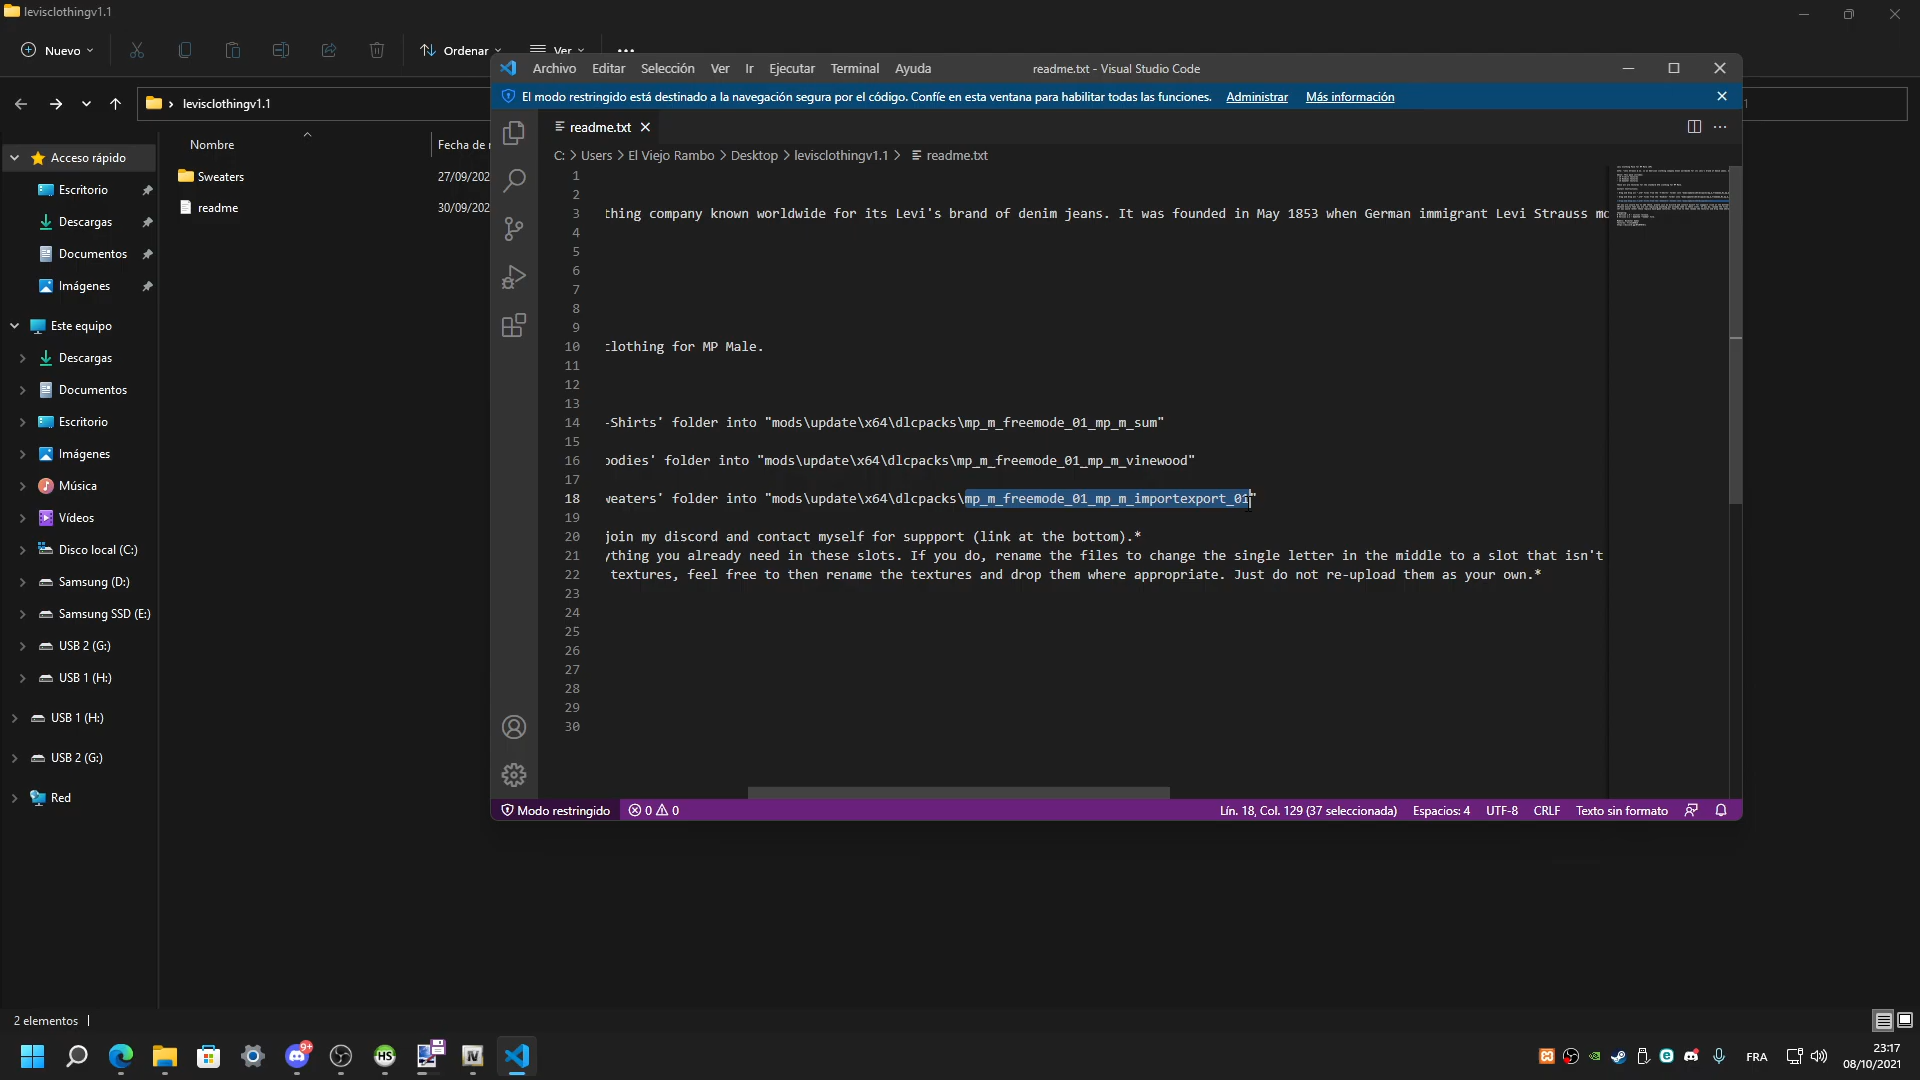 levisclothingv1.1
Nuevo
Ordenar
Ver
levisclothingv1.1
Nombre
Fecha de
Acceso rápido
Sweaters
27/09/202
Escritorio
readme
30/09/202
Descargas
Documentos
Imágenes
Este equipo
Descargas
Documentos
Escritorio
Imágenes
Música
Vídeos
Disco local (C:)
Samsung (D:)
Samsung SSD (E:)
USB 2 (G:)
USB 1 (H:)
USB 1 (H:)
USB 2 (G:)
Red
2 elementos
Archivo Editar Selección Ver Ir Ejecutar Terminal Ayuda
readme.txt - Visual Studio Code
El modo restringido está destinado a la navegación segura por el código. Confíe en esta ventana para habilitar todas las funciones. Administrar Más información
readme.txt
C: > Users > El Viejo Rambo > Desktop > levisclothingv1.1 > readme.txt
1
2
3 thing company known worldwide for its Levi's brand of denim jeans. It was founded in May 1853 when German immigrant Levi Strauss mo
4
5
6
7
8
9
10 clothing for MP Male.
11
12
13
14 -Shirts' folder into "mods\update\x64\dlcpacks\mp_m_freemode_01_mp_m_sum"
15
16 oodies' folder into "mods\update\x64\dlcpacks\mp_m_freemode_01_mp_m_vinewood"
17
18 weaters' folder into "mods\update\x64\dlcpacks\mp_m_freemode_01_mp_m_importexport_01"
19
20 join my discord and contact myself for suppport (link at the bottom).*
21 ything you already need in these slots. If you do, rename the files to change the single letter in the middle to a slot that isn't
22 textures, feel free to then rename the textures and drop them where appropriate. Just do not re-upload them as your own.*
23
24
25
26
27
28
29
30
Modo restringido 0 0
Lín. 18, Col. 129 (37 seleccionada) Espacios: 4 UTF-8 CRLF Texto sin formato
9+
HS
FRA
23:17
08/10/2021